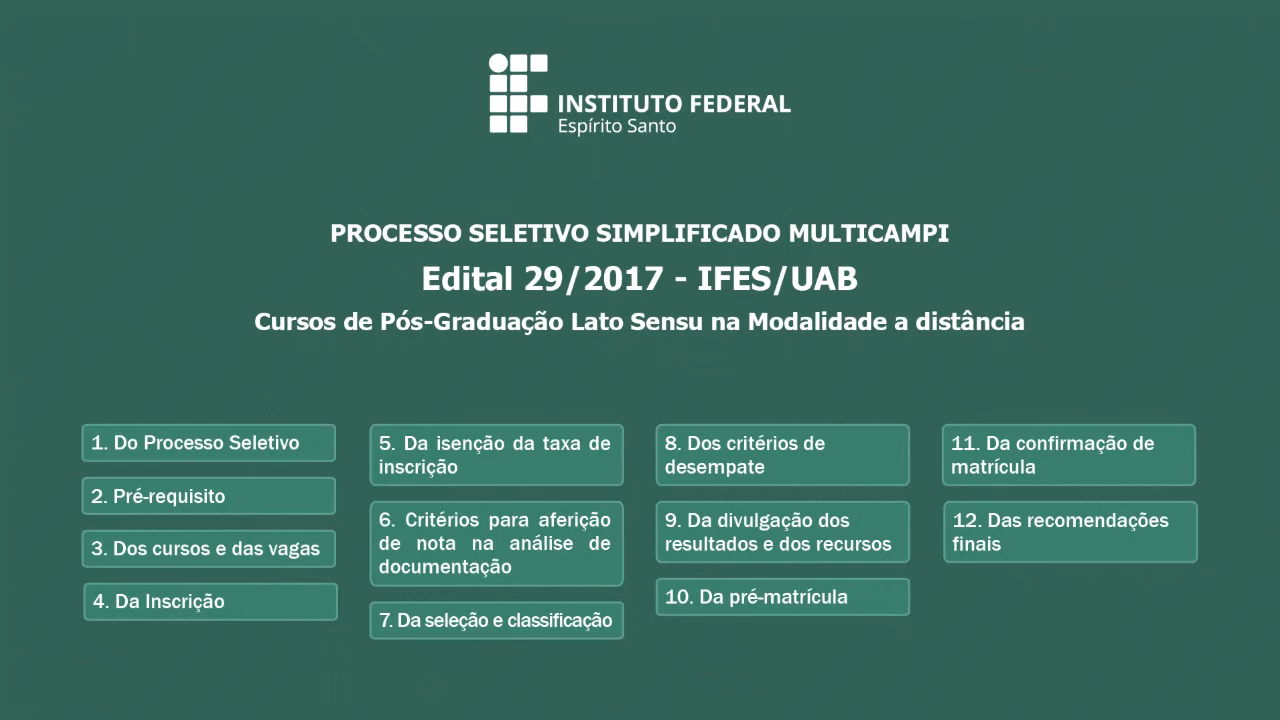 INSTITUTO FEDERAL
Espírito Santo
PROCESSO SELETIVO SIMPLIFICADO MULTICAMPI
Edital 29/2017 - IFES/UAB
Cursos de Pós-Graduação Lato Sensu na Modalidade a distância
1. Do Processo Seletivo
2. Pré-requisito
3. Dos cursos e das vagas
4. Da Inscrição
5. Da isenção da taxa de
inscrição
6. Critérios para aferição
de nota na análise de
documentação
7. Da seleção e classificação
8. Dos critérios de
desempate
9. Da divulgação dos
resultados e dos recursos
10. Da pré-matrícula
11. Da confirmação de
matrícula
12. Das recomendações
finais